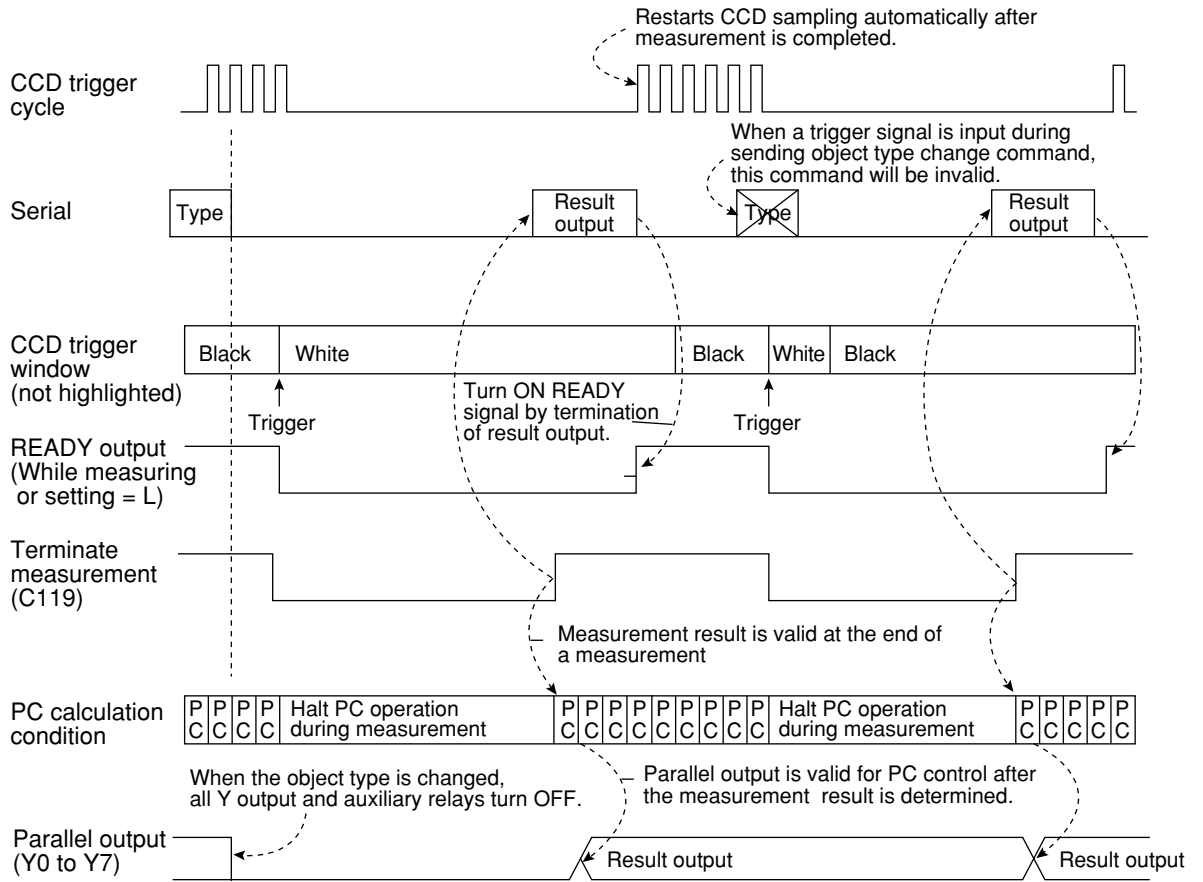 Restarts CCD sampling automatically after
measurement is completed.
CCD trigger
cycle
When a trigger signal is input during
sending object type change command,
this command will be invalid.
Serial
Type
Result
output
Type
Result
output
CCD trigger
window
(not highlighted)
Black
White
Black
White
Black
Trigger
Turn ON READY
signal by termination
of result output.
Trigger
READY output
(While measuring
or setting = L)
Terminate
measurement
(C119)
Measurement result is valid at the end of
a measurement
PC calculation
condition
P P P P
C C C C
Halt PC operation
during measurement
P P P P P P P P P
C C C C C C C C C
Halt PC operation
during measurement
P P P P P
C C C C C
When the object type is changed,
all Y output and auxiliary relays turn OFF.
Parallel output is valid for PC control after
the measurement result is determined.
Parallel output
(Y0 to Y7)
Result output
Result output